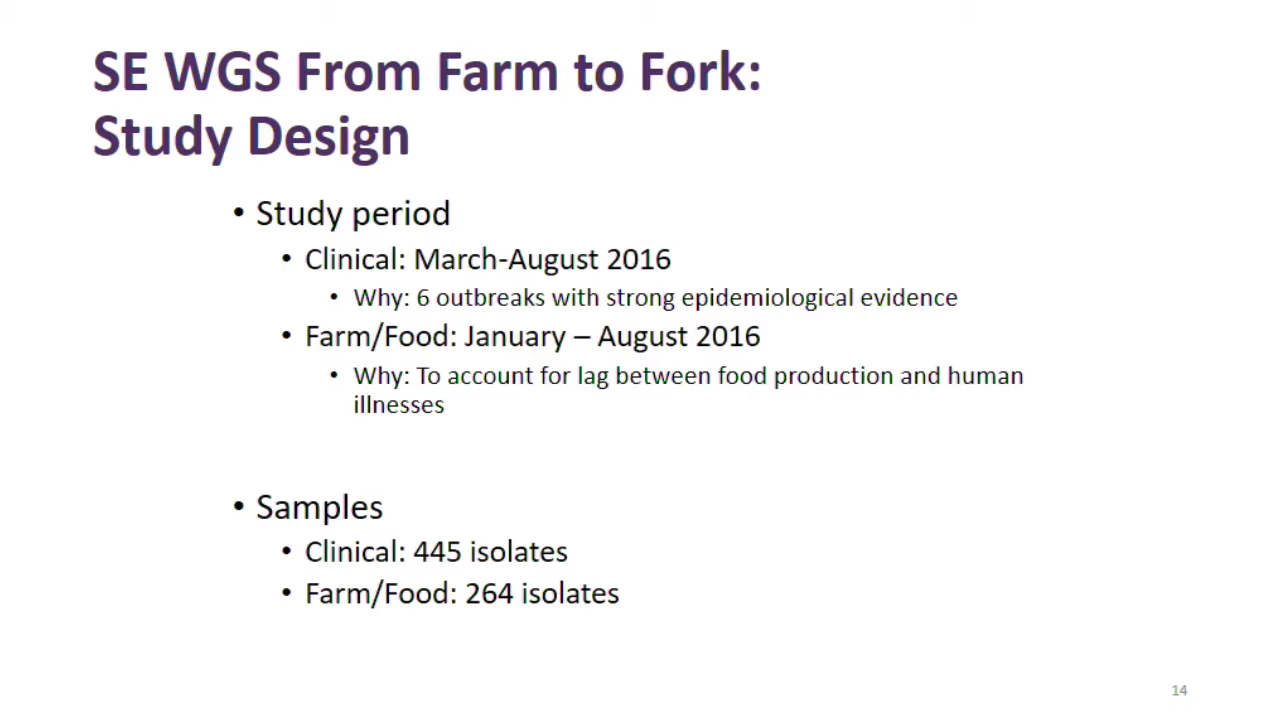 SE WGS From Farm to Fork:
Study Design
• Study period
• Clinical: March-August 2016
• Why: 6 outbreaks with strong epidemiological evidence
• Farm/Food: January – August 2016
• Why: To account for lag between food production and human
illnesses
• Samples
• Clinical: 445 isolates
• Farm/Food: 264 isolates
14